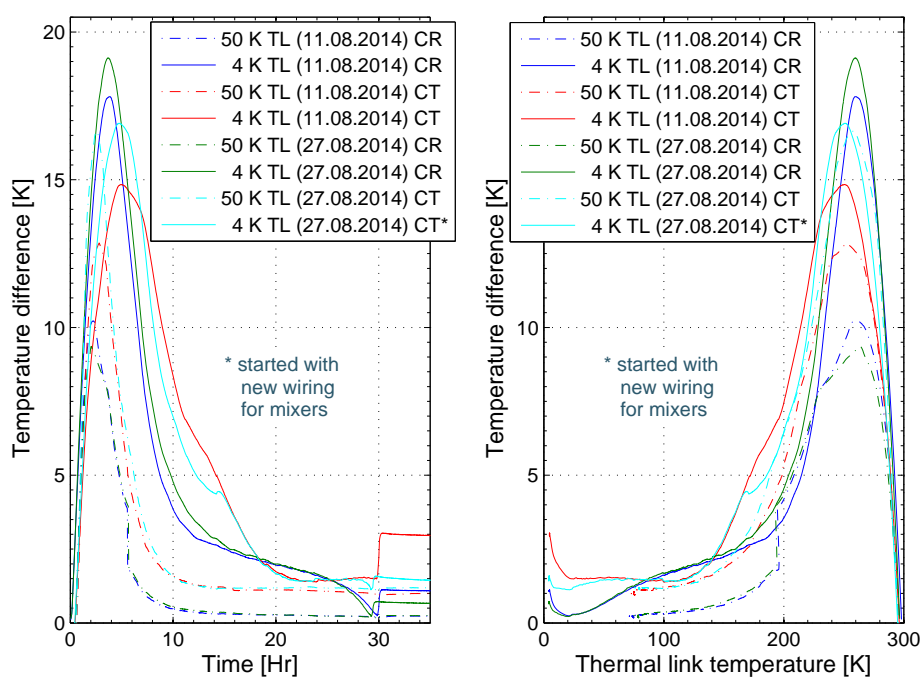 20
15
10
5
0
Temperature difference [K]
50 K TL (11.08.2014) CR
4 K TL (11.08.2014) CR
50 K TL (11.08.2014) CT
4 K TL (11.08.2014) CT
50 K TL (27.08.2014) CR
4 K TL (27.08.2014) CR
50 K TL (27.08.2014) CT
4 K TL (27.08.2014) CT*
* started with
new wiring
for mixers
0
10
20
30
Time [Hr]
20
15
10
5
0
Temperature difference [K]
50 K TL (11.08.2014) CR
4 K TL (11.08.2014) CR
50 K TL (11.08.2014) CT
4 K TL (11.08.2014) CT
50 K TL (27.08.2014) CR
4 K TL (27.08.2014) CR
50 K TL (27.08.2014) CT
4 K TL (27.08.2014) CT*
* started with
new wiring
for mixers
0
100
200
300
Thermal link temperature [K]